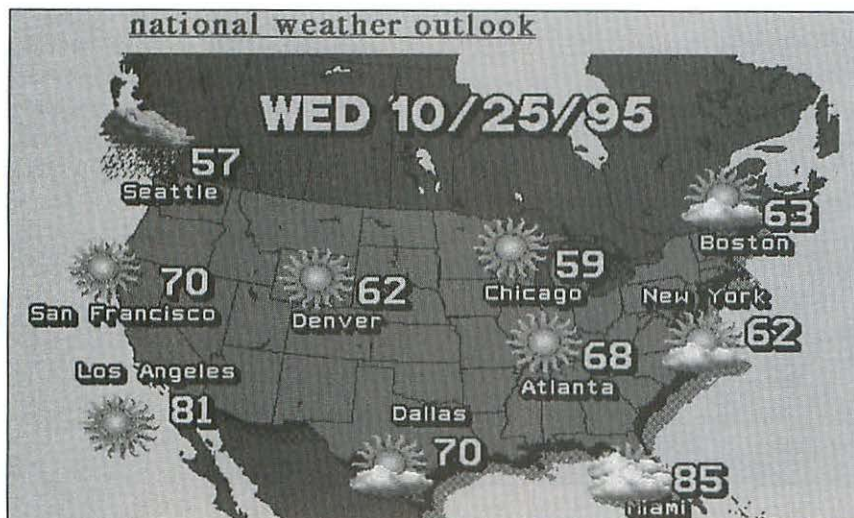 national weather outlook
WED 10/25/95
57
Seattle
63
Boston
70
San Francisco
62
Denver
59
Chicago
New York
62
68
Atlanta
Los Angeles
81
Dallas
70
85
Miami